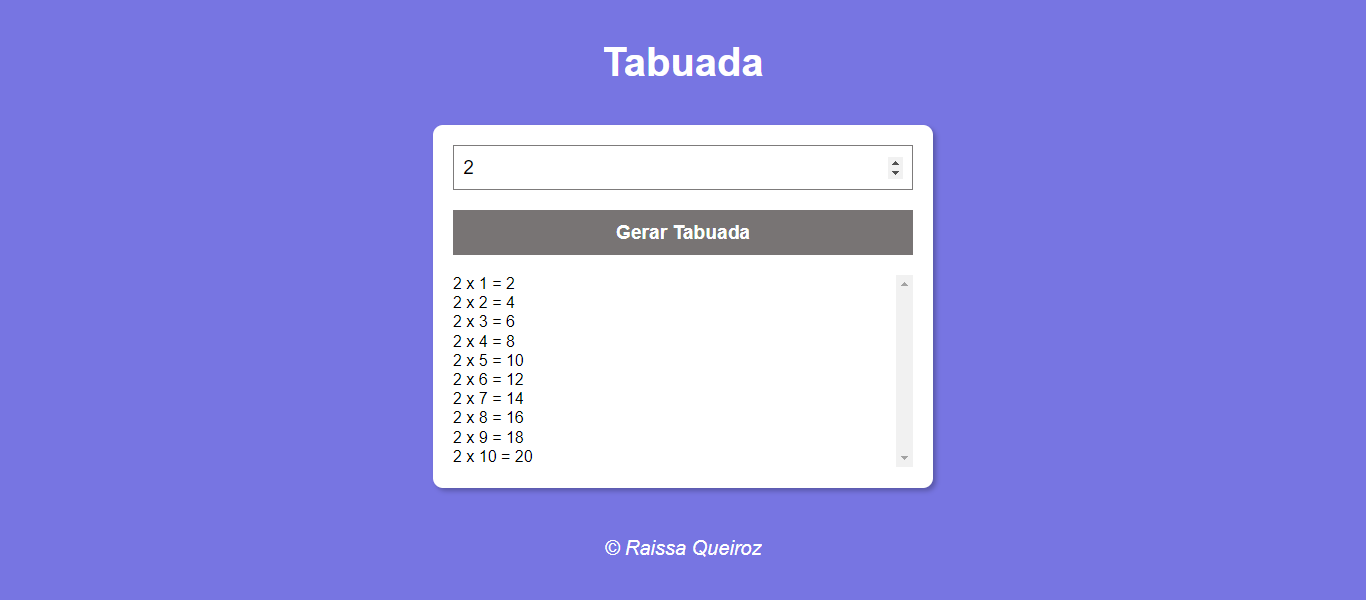 Tabuada
2
Gerar Tabuada
2 x 1 = 2
2 x 2 = 4
2 x 3 = 6
2 x 4 = 8
2 x 5 = 10
2 x 6 = 12
2 x 7 = 14
2 x 8 = 16
2 x 9 = 18
2 x 10 = 20
© Raissa Queiroz